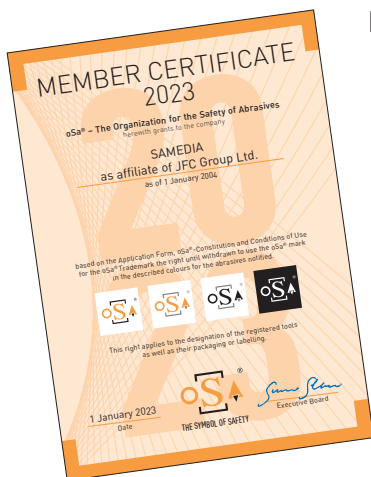 MEMBER CERTIFICATE
2023
oSa® – The Organization for the Safety of Abrasives
herewith grants to the company
SAMEDIA
as affiliate of JFC Group Ltd.
as of 1 January 2004
based on the Application Form, oSa®-Constitution and Conditions of Use
for the oSa® Trademark the right until withdrawn to use the oSa® mark
in the described colours for the abrasives notified.
oSa oSa oSa oSa
This right applies to the designation of the registered tools
as well as their packaging or labelling.
oSa®
THE SYMBOL OF SAFETY
1 January 2023
Date
Executive Board